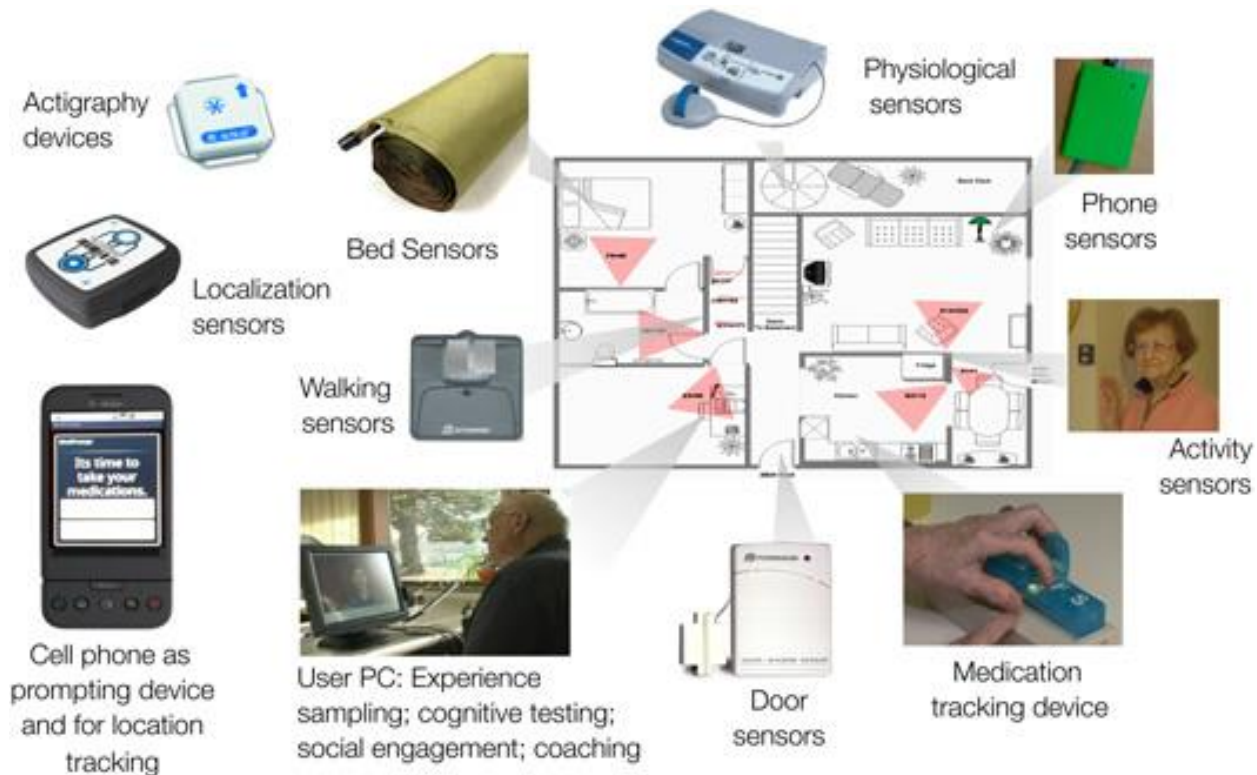 Actigraphy
devices
Bed Sensors
Physiological
sensors
Phone
sensors
Localization
sensors
Walking
sensors
Activity
sensors
Its time to
take your
medications.
Cell phone as
prompting device
and for location
tracking
User PC: Experience
sampling; cognitive testing;
social engagement; coaching
Door
sensors
Medication
tracking device
Kitchen
Fridge
S